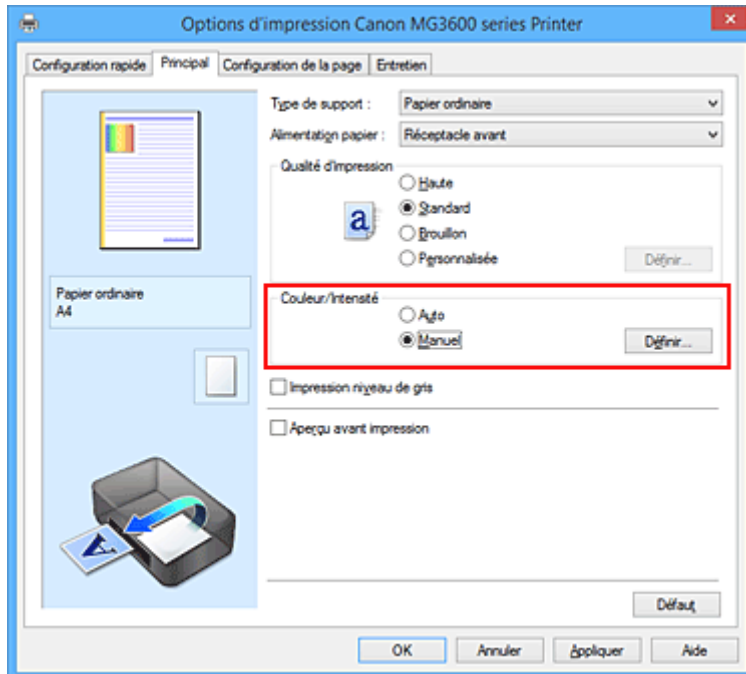 Options d'impression Canon MG3600 series Printer
Configuration rapide Principal Configuration de la page Entretien
Type de support : Papier ordinaire
Alimentation papier : Réceptacle avant
Qualité d'impression
Haute
a
Standard
Brouillon
Personnalisée Définir...
Papier ordinaire
A4
Couleur/Intensité
Auto
Manuel Définir...
Impression niveau de gris
Aperçu avant impression
A
Défaut
OK Annuler Appliquer Aide